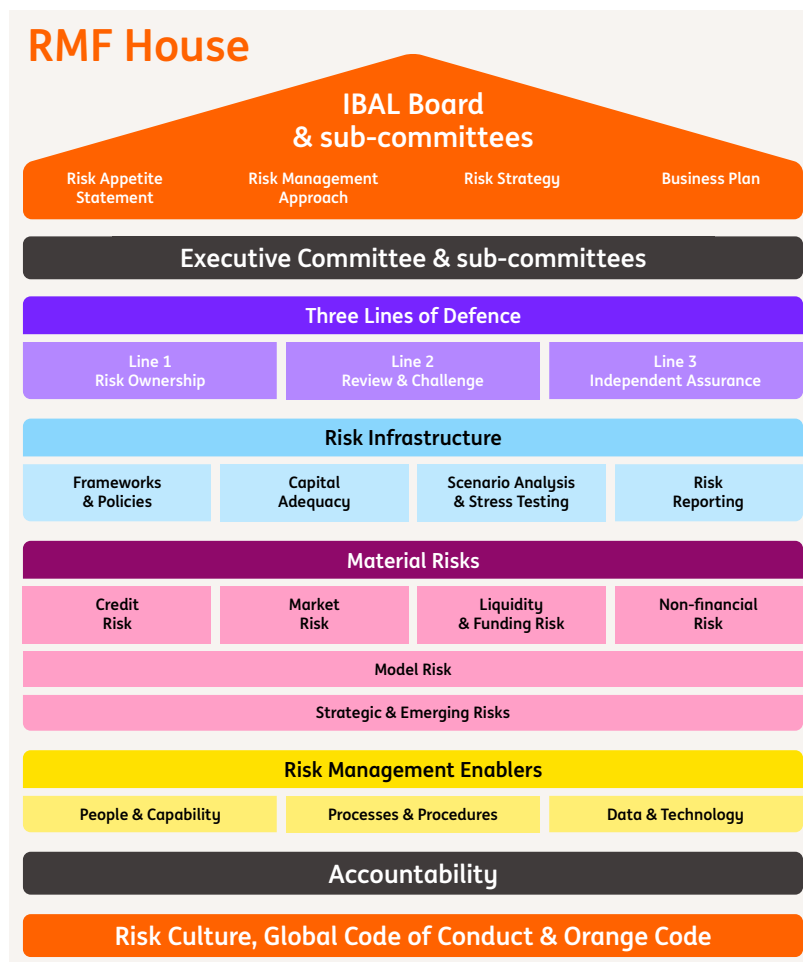 RMF House
IBAL Board
& sub-committees
Risk Appetite
Statement
Risk Management
Approach
Risk Strategy
Business Plan
Executive Committee & sub-committees
Three Lines of Defence
Line 1
Risk Ownership
Line 2
Review & Challenge
Line 3
Independent Assurance
Risk Infrastructure
Frameworks
& Policies
Capital
Adequacy
Scenario Analysis
& Stress Testing
Risk
Reporting
Material Risks
Credit
Risk
Market
Risk
Liquidity
& Funding Risk
Non-financial
Risk
Model Risk
Strategic & Emerging Risks
Risk Management Enablers
People & Capability
Processes & Procedures
Data & Technology
Accountability
Risk Culture, Global Code of Conduct & Orange Code